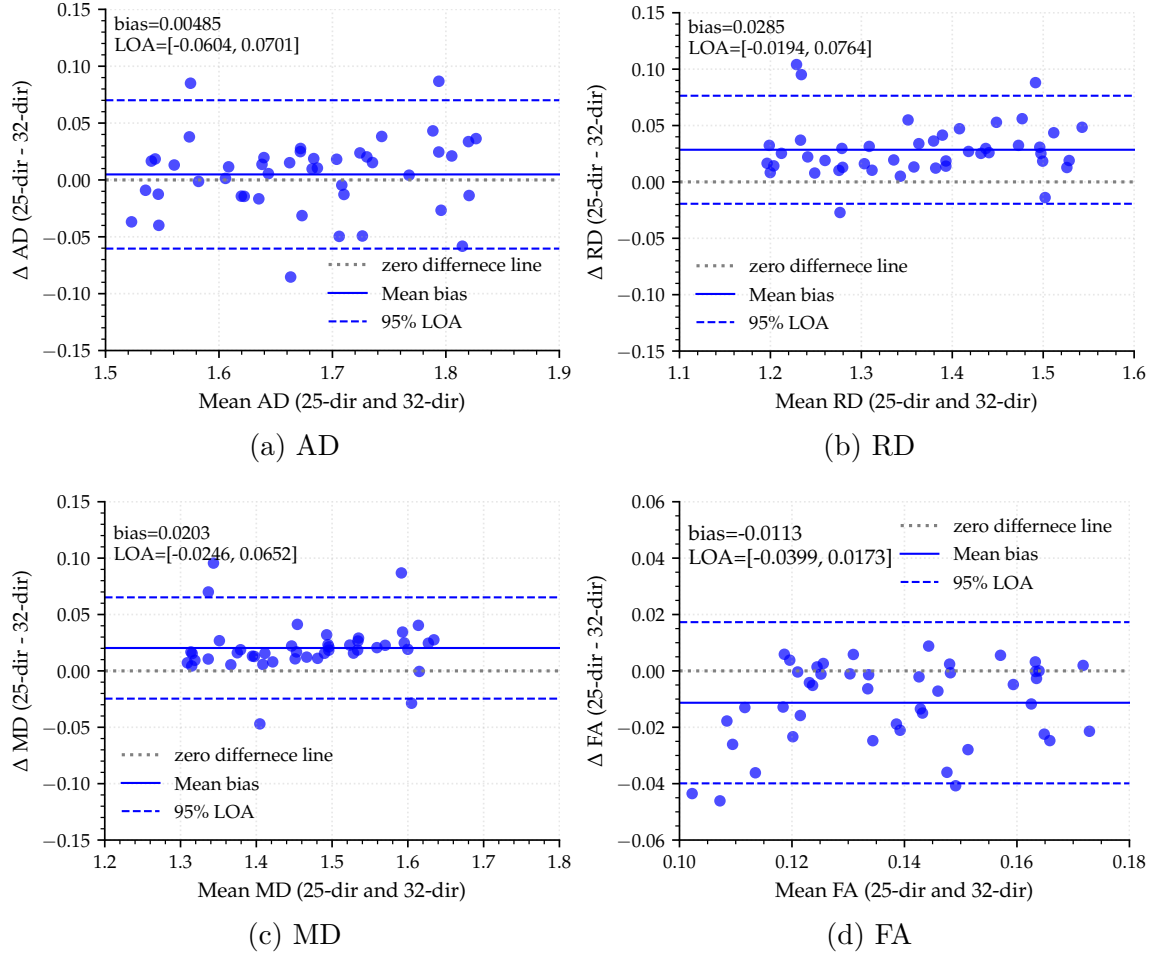 0.15
0.10
0.05
0.00
−0.05
−0.10
−0.15
Δ AD (25-dir - 32-dir)
bias=0.00485
LOA=[-0.0604, 0.0701]
zero differnece line
Mean bias
95% LOA
1.5 1.6 1.7 1.8 1.9
Mean AD (25-dir and 32-dir)
(a) AD
0.15
0.10
0.05
0.00
−0.05
−0.10
−0.15
Δ RD (25-dir - 32-dir)
bias=0.0285
LOA=[-0.0194, 0.0764]
zero differnece line
Mean bias
95% LOA
1.1 1.2 1.3 1.4 1.5 1.6
Mean RD (25-dir and 32-dir)
(b) RD
0.15
0.10
0.05
0.00
−0.05
−0.10
−0.15
Δ MD (25-dir - 32-dir)
bias=0.0203
LOA=[-0.0246, 0.0652]
zero differnece line
Mean bias
95% LOA
1.2 1.3 1.4 1.5 1.6 1.7 1.8
Mean MD (25-dir and 32-dir)
(c) MD
0.06
0.04
0.02
0.00
−0.02
−0.04
−0.06
Δ FA (25-dir - 32-dir)
bias=-0.0113
LOA=[-0.0399, 0.0173]
zero differnece line
Mean bias
95% LOA
0.10 0.12 0.14 0.16 0.18
Mean FA (25-dir and 32-dir)
(d) FA